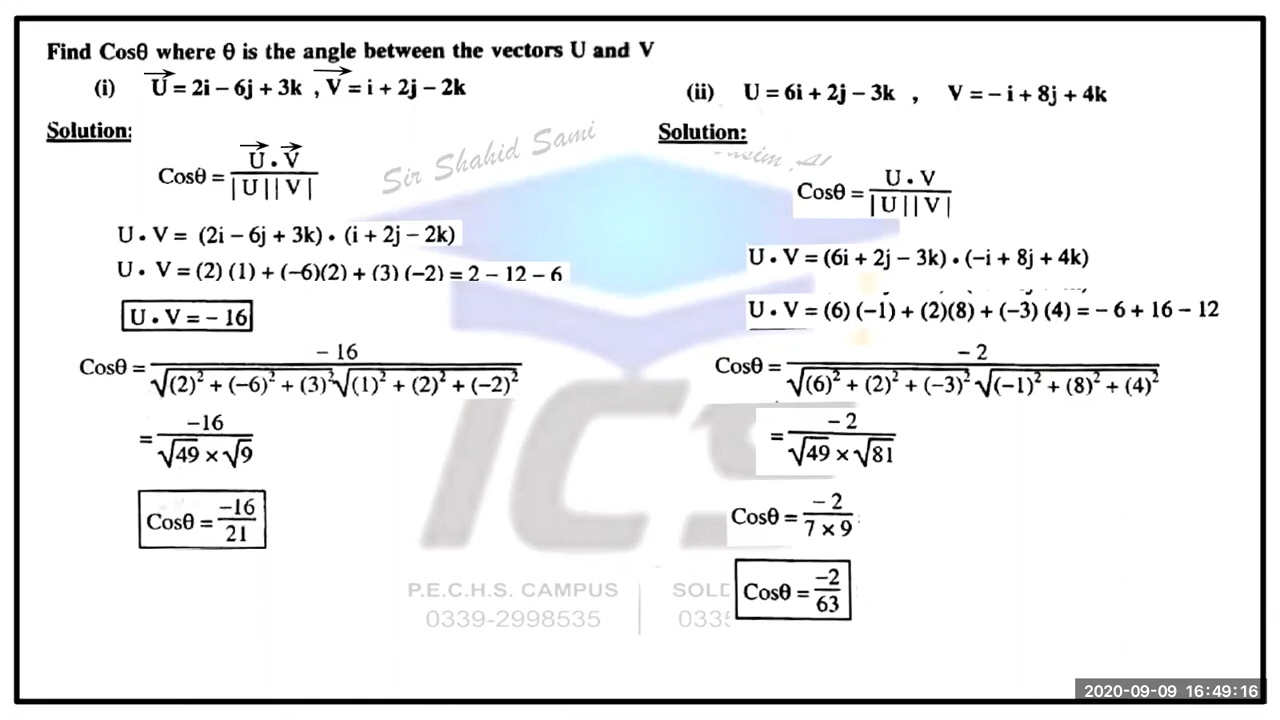 Find Cosθ where θ is the angle between the vectors U and V
(i) U = 2i – 6j + 3k , V = i + 2j – 2k
Solution:
Cosθ = U . V / |U||V|
U . V = (2i – 6j + 3k) . (i + 2j – 2k)
U . V = (2) (1) + (–6)(2) + (3) (–2) = 2 – 12 – 6
U . V = – 16
Cosθ = – 16 / √(2)² + (–6)² + (3)² √(1)² + (2)² + (–2)²
= –16 / √49 × √9
Cosθ = –16 / 21
(ii) U = 6i + 2j – 3k , V = – i + 8j + 4k
Solution:
Cosθ = U . V / |U||V|
U . V = (6i + 2j – 3k) . (–i + 8j + 4k)
U . V = (6) (–1) + (2)(8) + (–3) (4) = – 6 + 16 – 12
Cosθ = – 2 / √(6)² + (2)² + (–3)² √(–1)² + (8)² + (4)²
= – 2 / √49 × √81
Cosθ = – 2 / 7 × 9
Cosθ = –2 / 63
Sir Shahid Sami
ICS
P.E.C.H.S. CAMPUS
0339-2998535
2020-09-09 16:49:16